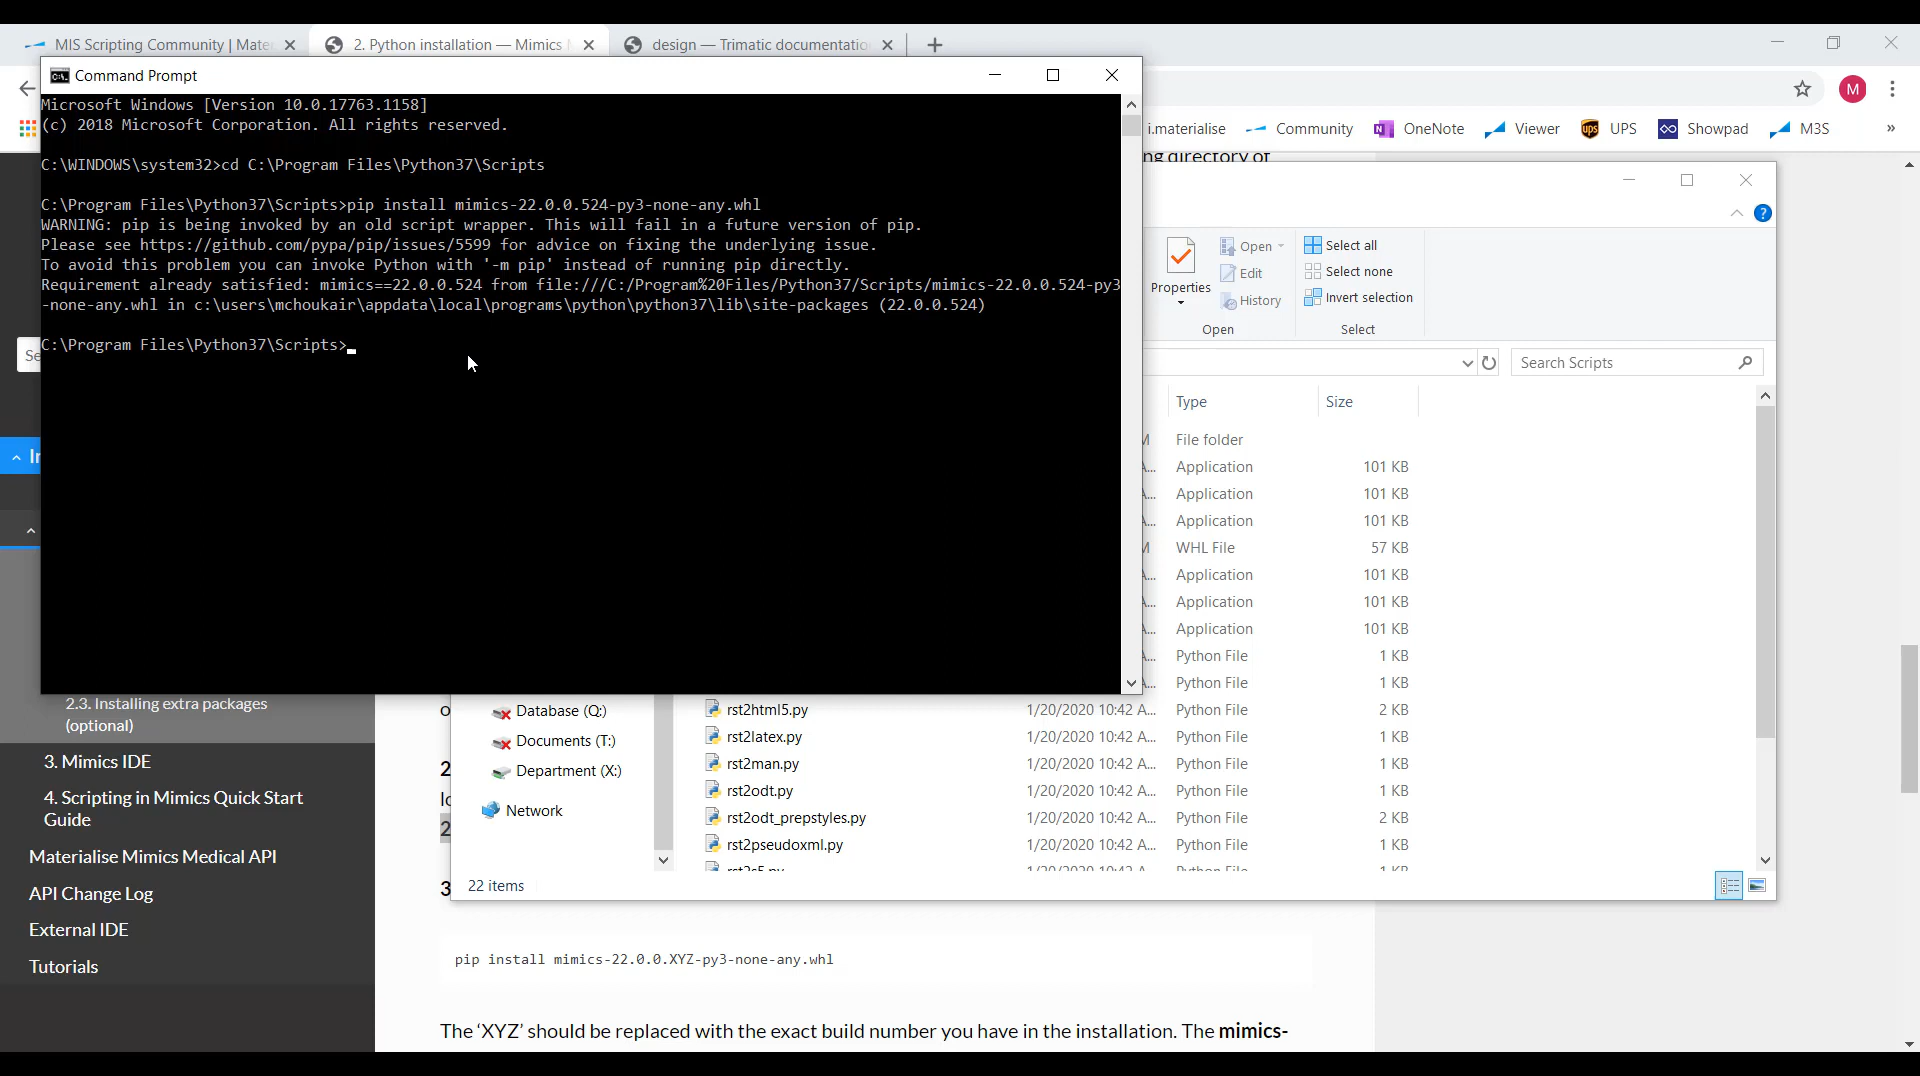 MIS Scripting Community | Mate
2. Python installation — Mimics
design — Trimatic documentatio
Command Prompt
M
i.materialise
Community
OneNote
Viewer
UPS
Showpad
M3S
»
Microsoft Windows [Version 10.0.17763.1158]
(c) 2018 Microsoft Corporation. All rights reserved.
C:\WINDOWS\system32>cd C:\Program Files\Python37\Scripts
C:\Program Files\Python37\Scripts>pip install mimics-22.0.0.524-py3-none-any.whl
WARNING: pip is being invoked by an old script wrapper. This will fail in a future version of pip.
Please see https://github.com/pypa/pip/issues/5599 for advice on fixing the underlying issue.
To avoid this problem you can invoke Python with '-m pip' instead of running pip directly.
Requirement already satisfied: mimics==22.0.0.524 from file:///C:/Program%20Files/Python37/Scripts/mimics-22.0.0.524-py3
-none-any.whl in c:\users\mchoukair\appdata\local\programs\python\python37\lib\site-packages (22.0.0.524)
C:\Program Files\Python37\Scripts>
ng directory of
Properties
Open
Edit
History
Open
Select all
Select none
Invert selection
Select
Search Scripts
Type
Size
File folder
Application 101 KB
Application 101 KB
Application 101 KB
WHL File 57 KB
Application 101 KB
Application 101 KB
Application 101 KB
Python File 1 KB
Python File 1 KB
rst2html5.py 1/20/2020 10:42 A... Python File 2 KB
rst2latex.py 1/20/2020 10:42 A... Python File 1 KB
rst2man.py 1/20/2020 10:42 A... Python File 1 KB
rst2odt.py 1/20/2020 10:42 A... Python File 1 KB
rst2odt_prepstyles.py 1/20/2020 10:42 A... Python File 2 KB
rst2pseudoxml.py 1/20/2020 10:42 A... Python File 1 KB
Database (Q:)
Documents (T:)
Department (X:)
Network
22 items
Se
In
2.3. Installing extra packages
(optional)
3. Mimics IDE
4. Scripting in Mimics Quick Start
Guide
Materialise Mimics Medical API
API Change Log
External IDE
Tutorials
o
2
lo
2
3
pip install mimics-22.0.0.XYZ-py3-none-any.whl
The ‘XYZ’ should be replaced with the exact build number you have in the installation. The mimics-